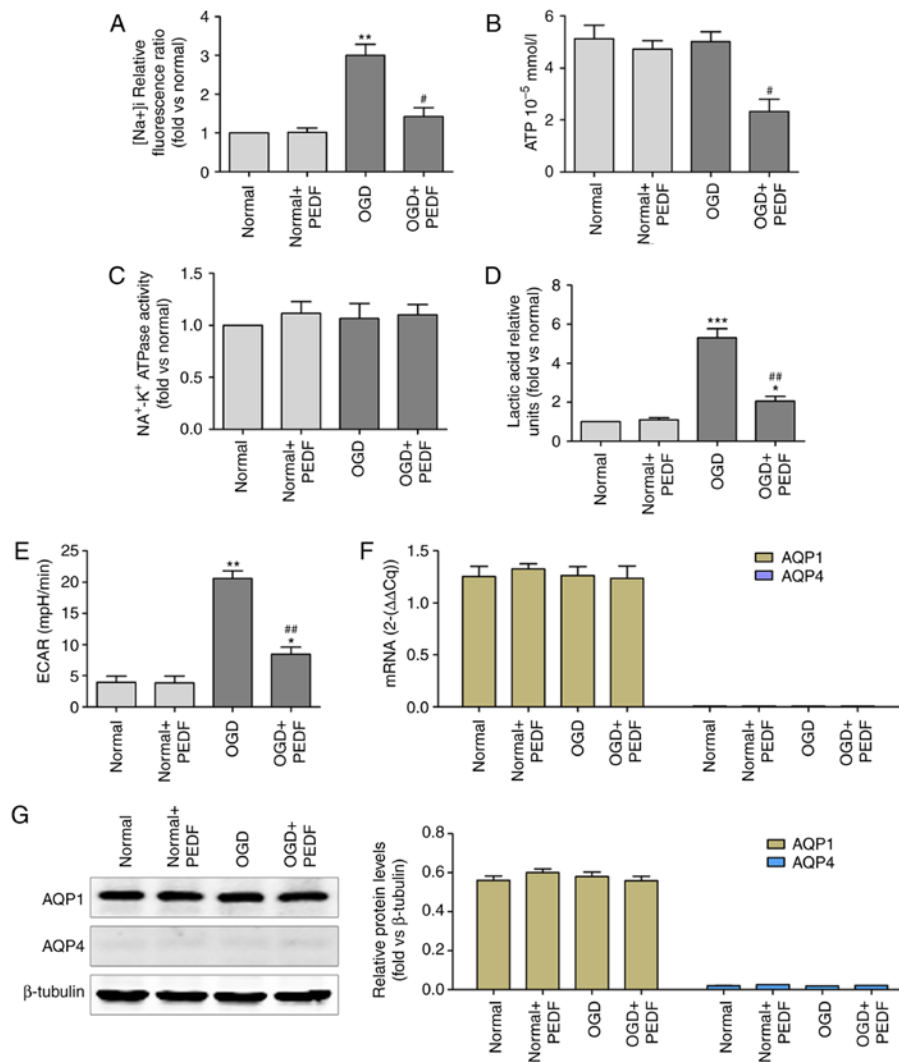 A
[Na+]i Relative
fluorescence ratio
(fold vs normal)
4
3
2
1
0
**
#
Normal
Normal+
PEDF
OGD
OGD+
PEDF
B
ATP 10⁻⁵ mmol/l
6
4
2
0
#
Normal
Normal+
PEDF
OGD
OGD+
PEDF
C
NA⁺-K⁺ ATPase activity
(fold vs normal)
1.5
1.0
0.5
0.0
Normal
Normal+
PEDF
OGD
OGD+
PEDF
D
Lactic acid relative
units (fold vs normal)
8
6
4
2
0
***
##
*
Normal
Normal+
PEDF
OGD
OGD+
PEDF
E
ECAR (mpH/min)
25
20
15
10
5
0
**
##
*
Normal
Normal+
PEDF
OGD
OGD+
PEDF
F
mRNA (2-(ΔΔCq))
1.5
1.0
0.5
0.0
AQP1
AQP4
Normal
Normal+
PEDF
OGD
OGD+
PEDF
Normal
Normal+
PEDF
OGD
OGD+
PEDF
G
Normal
Normal+
PEDF
OGD
OGD+
PEDF
AQP1
AQP4
β-tubulin
Relative protein levels
(fold vs β-tubulin)
0.8
0.6
0.4
0.2
0.0
AQP1
AQP4
Normal
Normal+
PEDF
OGD
OGD+
PEDF
Normal
Normal+
PEDF
OGD
OGD+
PEDF